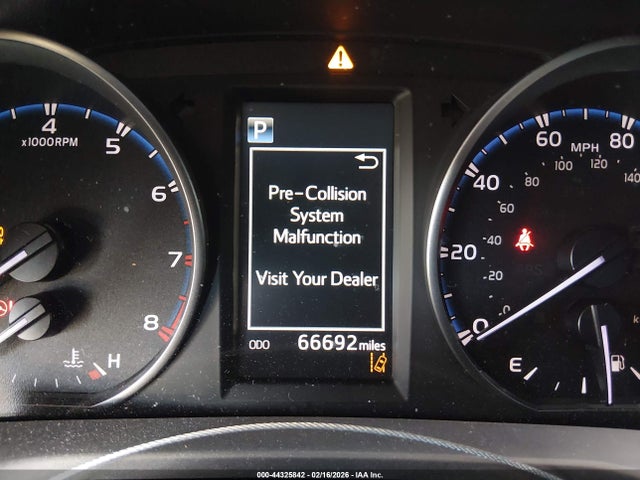 4
x1000RPM
5
6
7
8
H
P
Pre-Collision
System
Malfunction
Visit Your Dealer
ODO 66692 miles
60
MPH
80
100
120
140
40
80
60
20
40
20
0
0
E
000-44325842 - 02/16/2026 - IAA Inc.